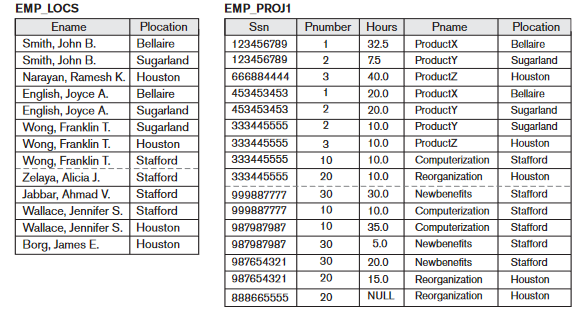 EMP_LOCS
Ename Plocation
Smith, John B. Bellaire
Smith, John B. Sugarland
Narayan, Ramesh K. Houston
English, Joyce A. Bellaire
English, Joyce A. Sugarland
Wong, Franklin T. Sugarland
Wong, Franklin T. Houston
Wong, Franklin T. Stafford
Zelaya, Alicia J. Stafford
Jabbar, Ahmad V. Stafford
Wallace, Jennifer S. Stafford
Wallace, Jennifer S. Houston
Borg, James E. Houston
EMP_PROJ1
Ssn Pnumber Hours Pname Plocation
123456789 1 32.5 ProductX Bellaire
123456789 2 7.5 ProductY Sugarland
666884444 3 40.0 ProductZ Houston
453453453 1 20.0 ProductX Bellaire
453453453 2 20.0 ProductY Sugarland
333445555 2 10.0 ProductY Sugarland
333445555 3 10.0 ProductZ Houston
333445555 10 10.0 Computerization Stafford
333445555 20 10.0 Reorganization Houston
999887777 30 30.0 Newbenefits Stafford
999887777 10 10.0 Computerization Stafford
987987987 10 35.0 Computerization Stafford
987987987 30 5.0 Newbenefits Stafford
987654321 30 20.0 Newbenefits Stafford
987654321 20 15.0 Reorganization Houston
888665555 20 NULL Reorganization Houston